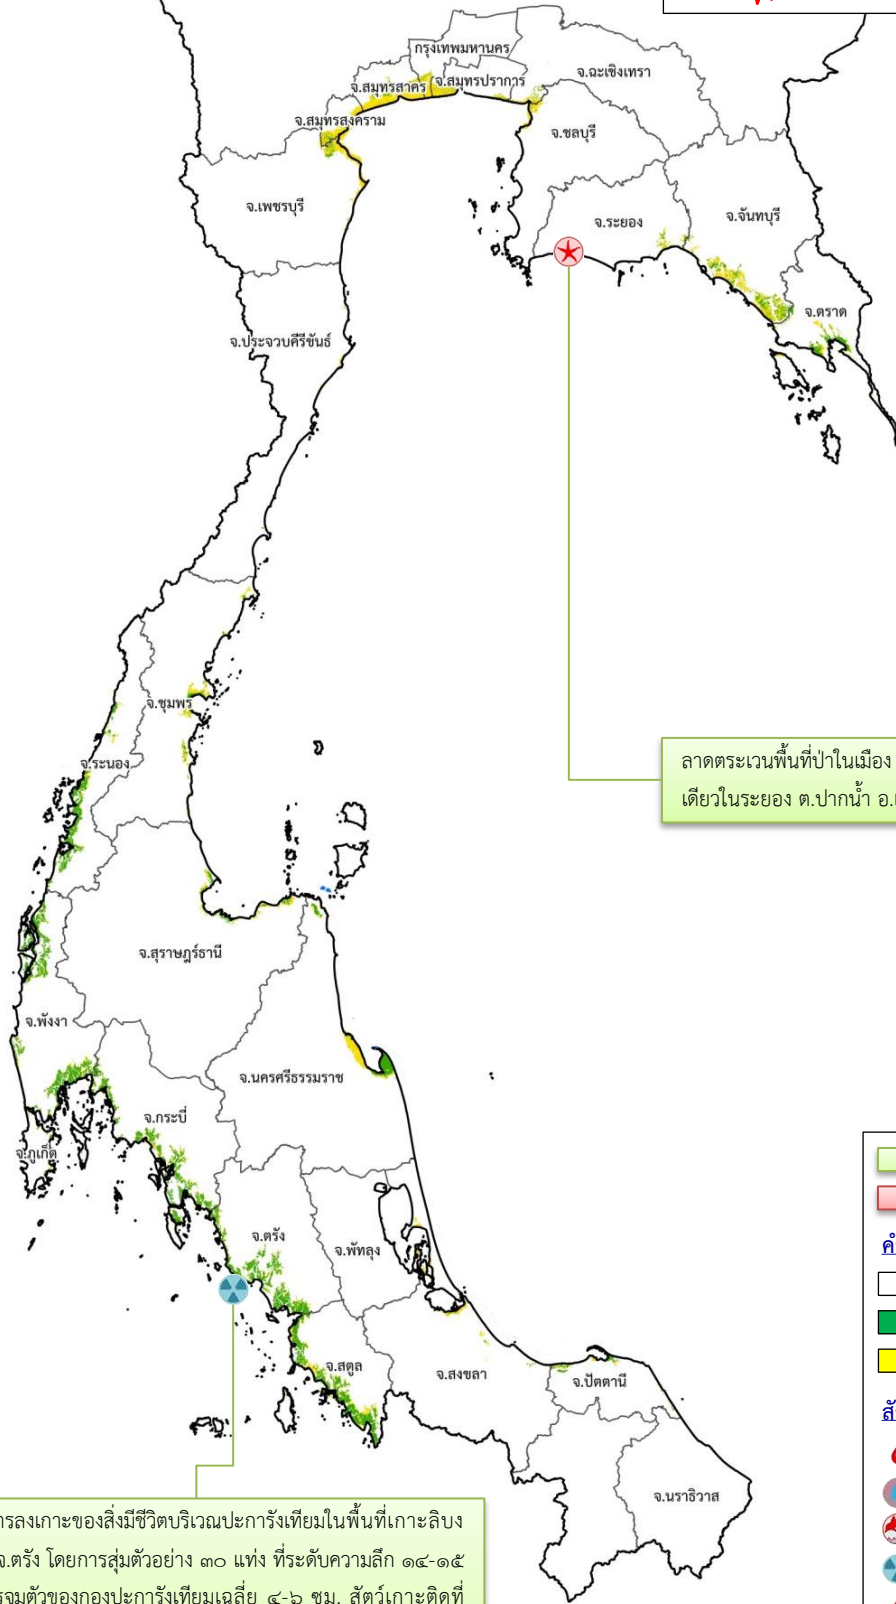 กรุงเทพมหานคร
จ.สมุทรสาคร
จ.สมุทรปราการ
จ.ฉะเชิงเทรา
จ.สมุทรสงคราม
จ.ชลบุรี
จ.เพชรบุรี
จ.ระยอง
จ.จันทบุรี
จ.ตราด
จ.ประจวบคีรีขันธ์
จ.ชุมพร
จ.ระนอง
ลาดตระเวนพื้นที่ป่าในเมือง
เดียวในระยอง ต.ปากน้ำ
จ.สุราษฎร์ธานี
จ.พังงา
จ.นครศรีธรรมราช
จ.กระบี่
จ.ภูเก็ต
จ.ตรัง
จ.พัทลุง
จ.สตูล
จ.สงขลา
จ.ปัตตานี
จ.นราธิวาส
ารลงเกาะของสิ่งมีชีวิตบริเวณปะการังเทียมในพื้นที่เกาะลิบง
จ.ตรัง โดยการสุ่มตัวอย่าง ๓๐ แท่ง ที่ระดับความลึก ๑๔-๑๕
รจมตัวของกองปะการังเทียมเฉลี่ย ๔-๖ ซม. สัตว์เกาะติดที่